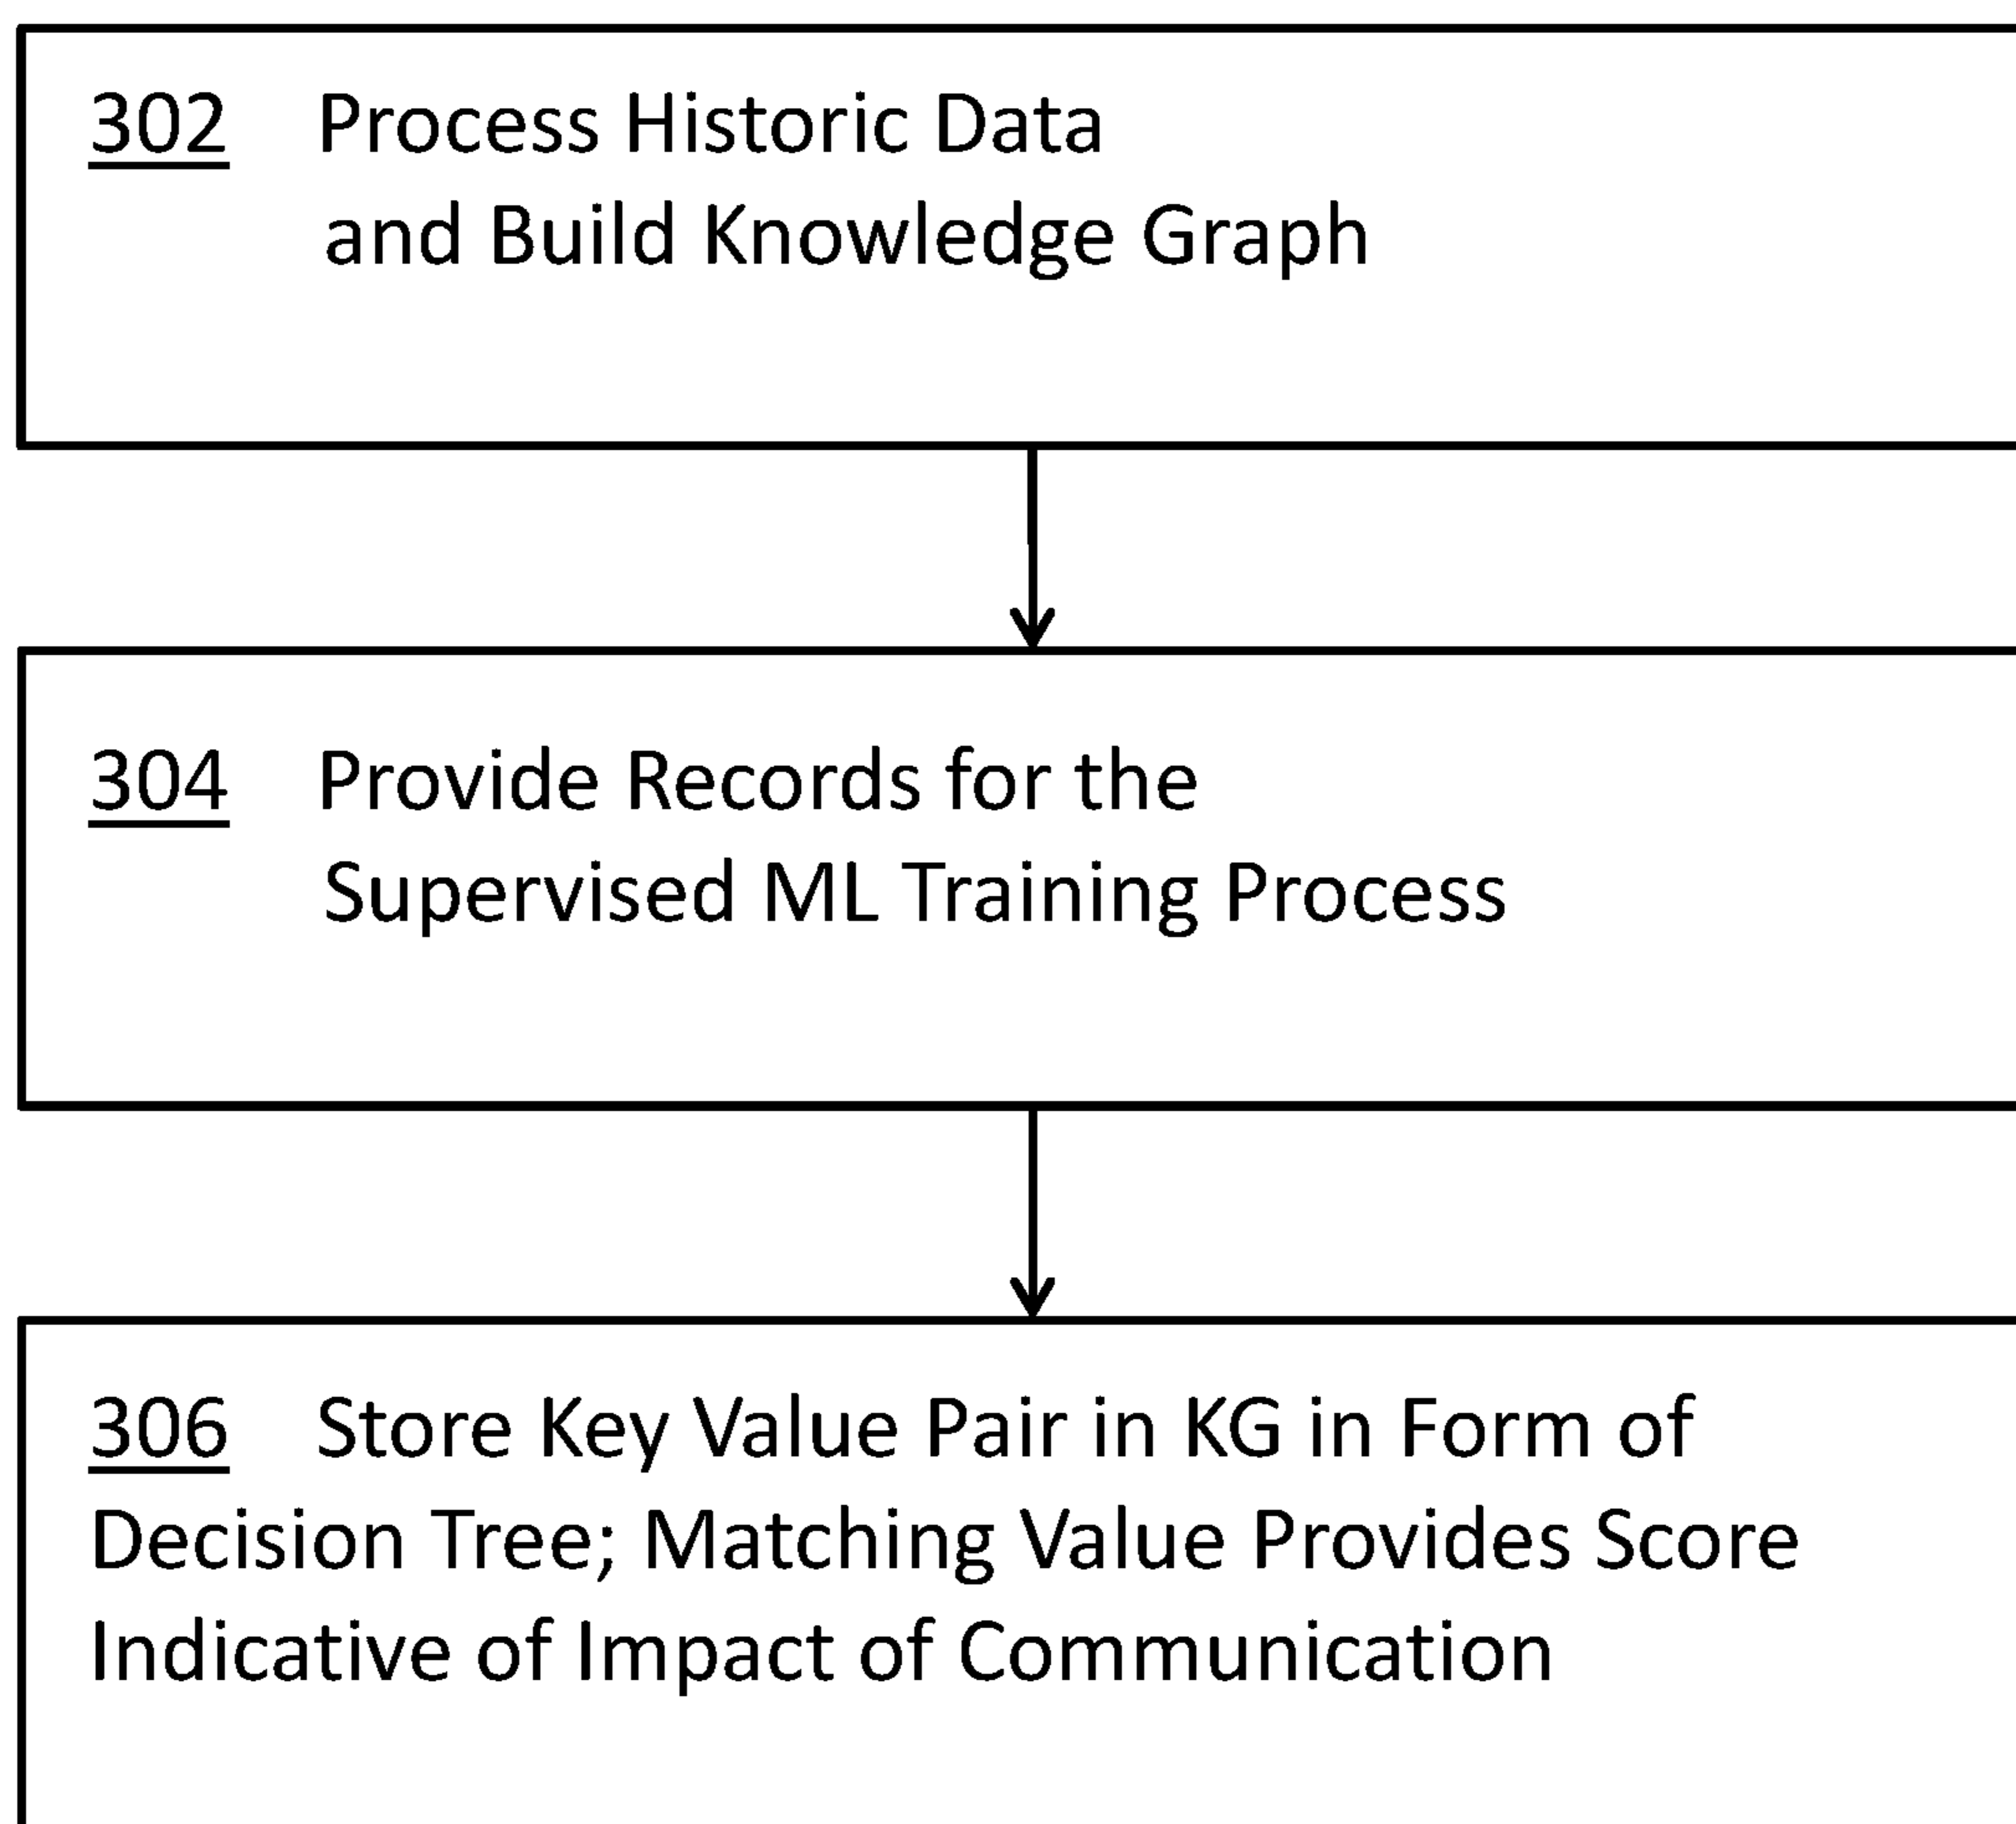 302 Process Historic Data
and Build Knowledge Graph
304 Provide Records for the
Supervised ML Training Process
306 Store Key Value Pair in KG in Form of
Decision Tree; Matching Value Provides Score
Indicative of Impact of Communication